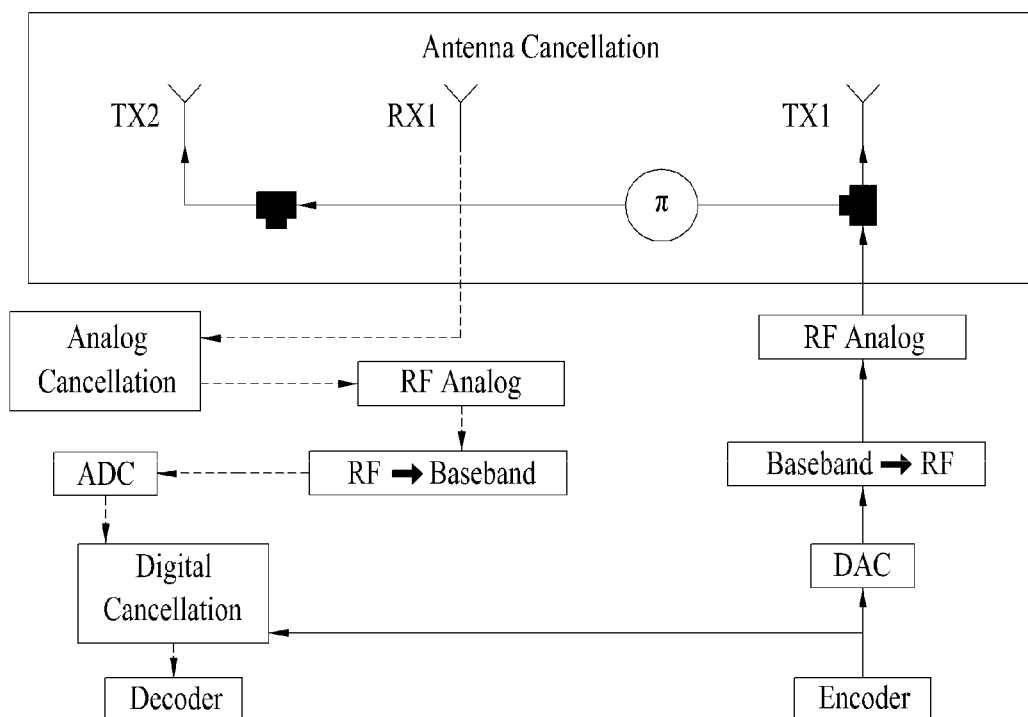 Antenna Cancellation
TX2
RX1
TX1
π
Analog
Cancellation
RF Analog
RF Analog
ADC
RF ➡ Baseband
Baseband ➡ RF
Digital
Cancellation
DAC
Decoder
Encoder